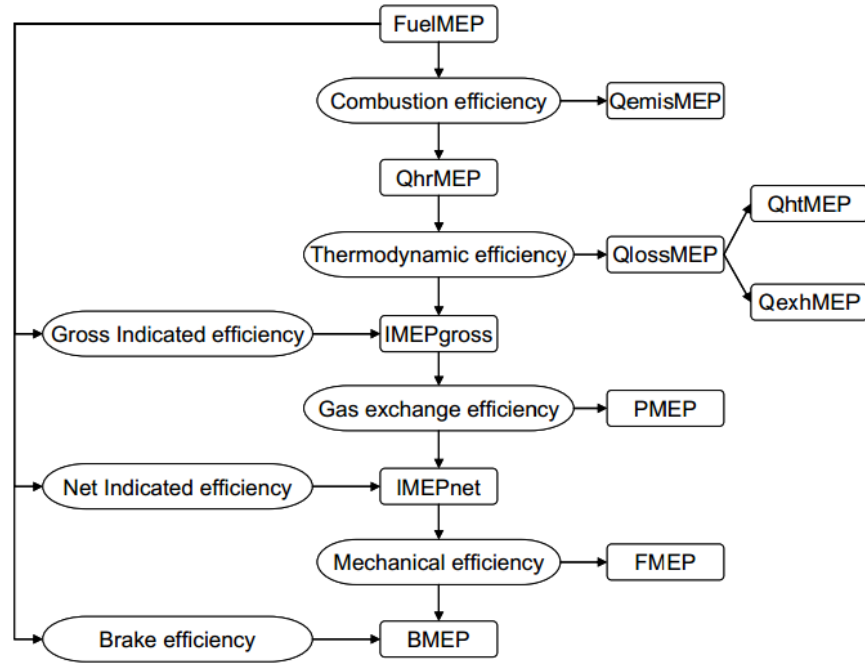 FuelMEP
Combustion efficiency
QemisMEP
QhrMEP
QhtMEP
Thermodynamic efficiency
QlossMEP
QexhMEP
Gross Indicated efficiency
IMEPgross
Gas exchange efficiency
PMEP
Net Indicated efficiency
IMEPnet
Mechanical efficiency
FMEP
Brake efficiency
BMEP